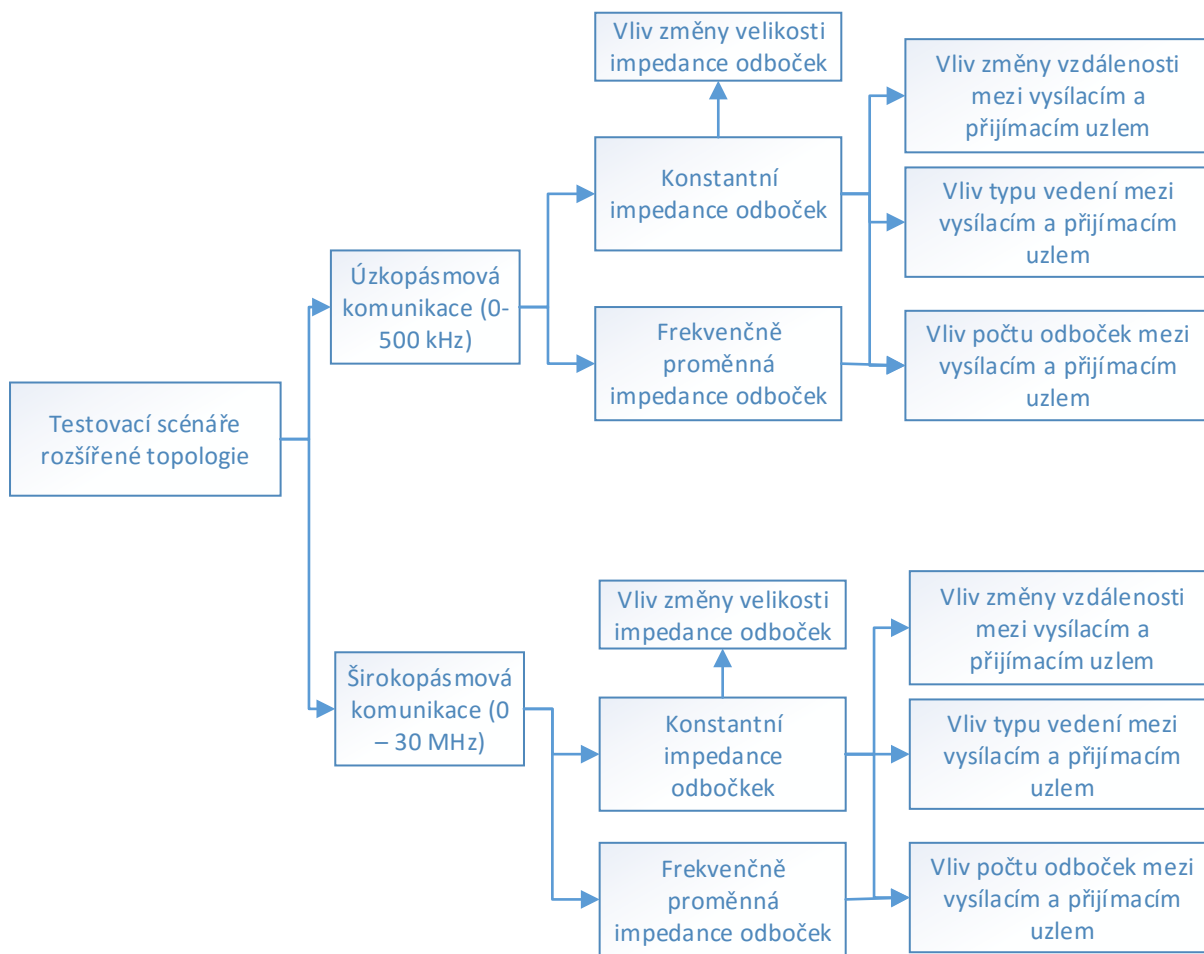 Vliv změny velikosti
impedance odboček
Vliv změny vzdálenosti
mezi vysílacím a
přijímacím uzlem
Konstantní
impedance odboček
Vliv typu vedení mezi
vysílacím a přijímacím
uzlem
Úzkopásmová
komunikace (0-
500 kHz)
Frekvenčně
proměnná
impedance odboček
Vliv počtu odboček mezi
vysílacím a přijímacím
uzlem
Testovací scénáře
rozšířené topologie
Vliv změny velikosti
impedance odboček
Vliv změny vzdálenosti
mezi vysílacím a
přijímacím uzlem
Širokopásmová
komunikace (0
– 30 MHz)
Konstantní
impedance
odbočkek
Vliv typu vedení mezi
vysílacím a přijímacím
uzlem
Frekvenčně
proměnná
impedance odboček
Vliv počtu odboček mezi
vysílacím a přijímacím
uzlem